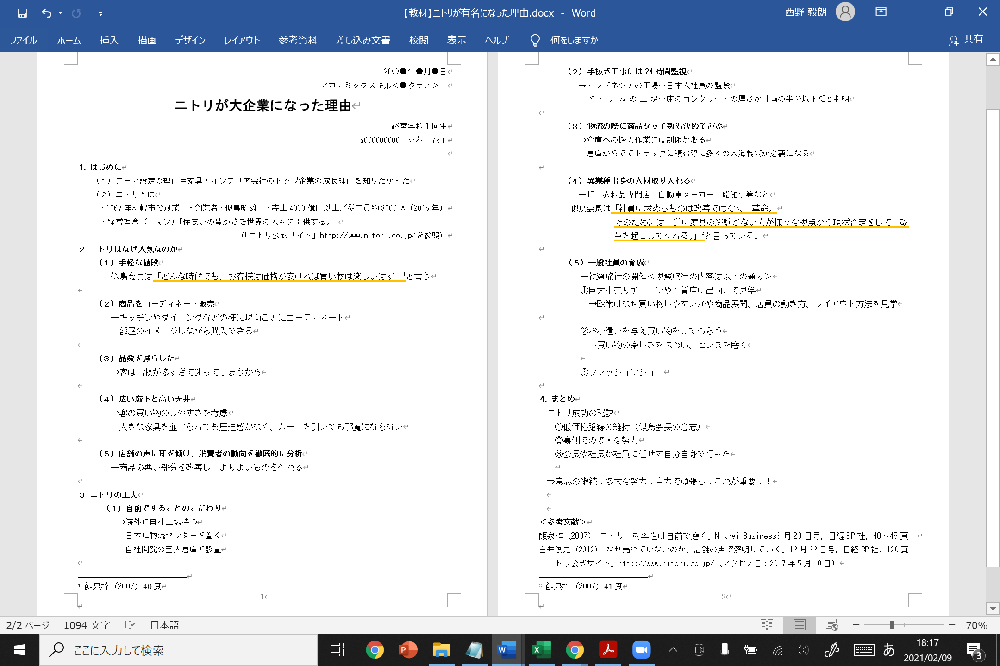 【教材】ニトリが有名になった理由.docx - Word
西野 毅朗
ファイル ホーム 挿入 描画 デザイン レイアウト 参考資料 差し込み文書 校閲 表示 ヘルプ 何をしますか 共有
20〇●年●月●日
アカデミックスキル＜●クラス＞
ニトリが大企業になった理由
経営学科1回生
a000000000 立花 花子
1. はじめに
（1）テーマ設定の理由＝家具・インテリア会社のトップ企業の成長理由を知りたかった
（2）ニトリとは
・1967年札幌市で創業 ・創業者：似鳥昭雄 ・売上4000億円以上／従業員約3000人（2015年）
・経営理念（ロマン）「住まいの豊かさを世界の人々に提供する。」
（「ニトリ公式サイト」http://www.nitori.co.jp/を参照）
2 ニトリはなぜ人気なのか
（1）手軽な値段
似鳥会長は「どんな時代でも、お客様は価格が安ければ買い物は楽しいはず」1と言う
（2）商品をコーディネート販売
→キッチンやダイニングなどの様に場面ごとにコーディネート
部屋のイメージしながら購入できる
（3）品数を減らした
→客は品物が多すぎて迷ってしまうから
（4）広い廊下と高い天井
→客の買い物のしやすさを考慮
大きな家具を並べられても圧迫感がなく、カートを引いても邪魔にならない
（5）店舗の声に耳を傾け、消費者の動向を徹底的に分析
→商品の悪い部分を改善し、よりよいものを作れる
3 ニトリの工夫
（1）自前ですることのこだわり
→海外に自社工場持つ
日本に物流センターを置く
自社開発の巨大倉庫を設置
1 飯泉梓（2007）40頁
1
（2）手抜き工事には24時間監視
→インドネシアの工場…日本人社員の監禁
ベトナムの工場…床のコンクリートの厚さが計画の半分以下だと判明
（3）物流の際に商品タッチ数も決めて運ぶ
→倉庫への搬入作業には制限がある
倉庫からでてトラックに積む際に多くの人海戦術が必要になる
（4）異業種出身の人材取り入れる
→IT、衣料品専門店、自動車メーカー、船舶事業など
似鳥会長は「社員に求めるものは改善ではなく、革命。
そのためには、逆に家具の経験がない方が様々な視点から現状否定をして、改
革を起こしてくれる。」2と言っている。
（5）一般社員の育成
→視察旅行の開催＜視察旅行の内容は以下の通り＞
①巨大小売りチェーンや百貨店に出向いて見学
→欧米はなぜ買い物しやすいかや商品展開、店員の動き方、レイアウト方法を見学
②お小遣いを与え買い物をしてもらう
→買い物の楽しさを味わい、センスを磨く
③ファッションショー
4. まとめ
ニトリ成功の秘訣
①低価格路線の維持（似鳥会長の意志）
②裏側での多大な努力
③会長や社長が社員に任せず自分自身で行った
⇒意志の継続！多大な努力！自力で頑張る！これが重要！！
＜参考文献＞
飯泉梓（2007）「ニトリ 効率性は自前で磨く」Nikkei Business8月20日号，日経BP社，40～45頁
白井俊之（2012）「なぜ売れていないのか、店舗の声で解明していく」12月22日号，日経BP社，126頁
「ニトリ公式サイト」http://www.nitori.co.jp/（アクセス日：2017年5月10日）
2 飯泉梓（2007）41頁
2
2/2 ページ 1094 文字 日本語 70%
ここに入力して検索
あ
18:17
2021/02/09
3